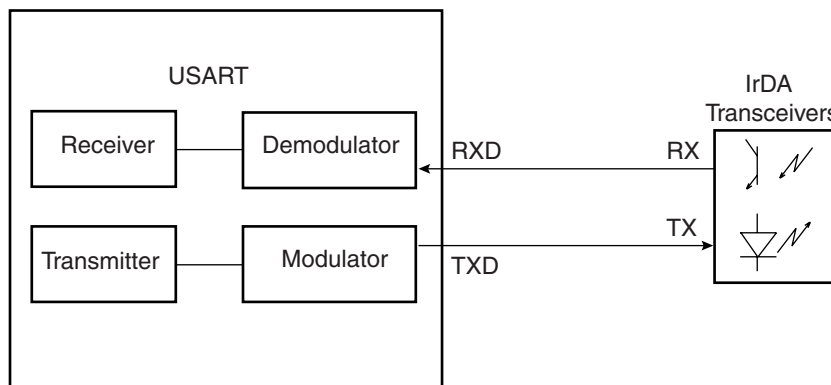 USART
IrDA
Transceivers
Receiver
Demodulator
RXD
RX
Transmitter
Modulator
TXD
TX